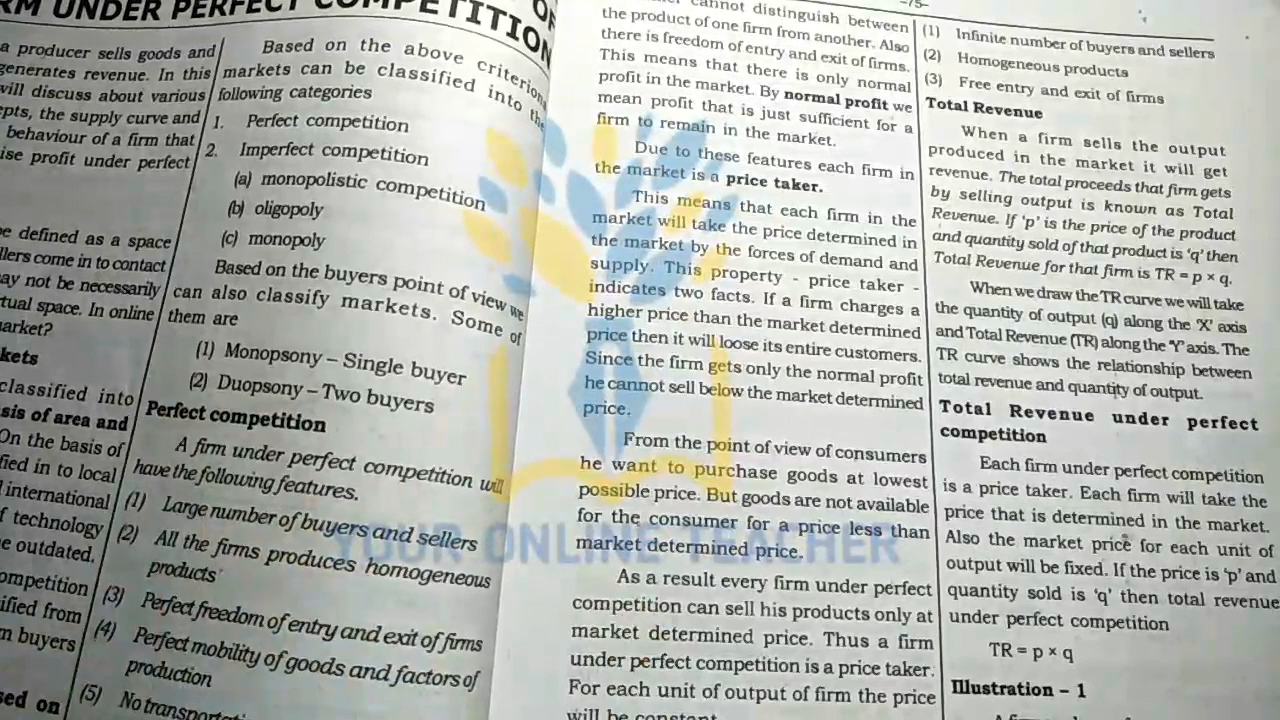 RM UNDER PERFECT COMPETITION
OF
a producer sells goods and
generates revenue. In this
will discuss about various
epts, the supply curve and
behaviour of a firm that
ise profit under perfect
be defined as a space
llers come in to contact
ay not be necessarily
tual space. In online
arket?
kets
classified into
sis of area and
On the basis of
fied in to local
international
f technology
e outdated.
ompetition
ified from
m buyers
sed on
Based on the above criterion
markets can be classified into the
following categories
1. Perfect competition
2. Imperfect competition
(a) monopolistic competition
(b) oligopoly
(c) monopoly
Based on the buyers point of view we
can also classify markets. Some of
them are
(1) Monopsony – Single buyer
(2) Duopsony – Two buyers
Perfect competition
A firm under perfect competition will
have the following features.
(1) Large number of buyers and sellers
(2) All the firms produces homogeneous
products
(3) Perfect freedom of entry and exit of firms
(4) Perfect mobility of goods and factors of
production
(5) No transportati
cannot distinguish between
the product of one firm from another. Also
there is freedom of entry and exit of firms.
This means that there is only normal
profit in the market. By normal profit we
mean profit that is just sufficient for a
firm to remain in the market.
Due to these features each firm in
the market is a price taker.
This means that each firm in the
market will take the price determined in
the market by the forces of demand and
supply. This property - price taker -
indicates two facts. If a firm charges a
higher price than the market determined
price then it will loose its entire customers.
Since the firm gets only the normal profit
he cannot sell below the market determined
price.
From the point of view of consumers
he want to purchase goods at lowest
possible price. But goods are not available
for the consumer for a price less than
market determined price.
As a result every firm under perfect
competition can sell his products only at
market determined price. Thus a firm
under perfect competition is a price taker.
For each unit of output of firm the price
will be constant
–75–
(1) Infinite number of buyers and sellers
(2) Homogeneous products
(3) Free entry and exit of firms
Total Revenue
When a firm sells the output
produced in the market it will get
revenue. The total proceeds that firm gets
by selling output is known as Total
Revenue. If 'p' is the price of the product
and quantity sold of that product is 'q' then
Total Revenue for that firm is TR = p × q.
When we draw the TR curve we will take
the quantity of output (q) along the 'X' axis
and Total Revenue (TR) along the 'Y' axis. The
TR curve shows the relationship between
total revenue and quantity of output.
Total Revenue under perfect
competition
Each firm under perfect competition
is a price taker. Each firm will take the
price that is determined in the market.
Also the market price for each unit of
output will be fixed. If the price is 'p' and
quantity sold is 'q' then total revenue
under perfect competition
TR = p × q
Illustration – 1
YOUR ONLINE TEACHER